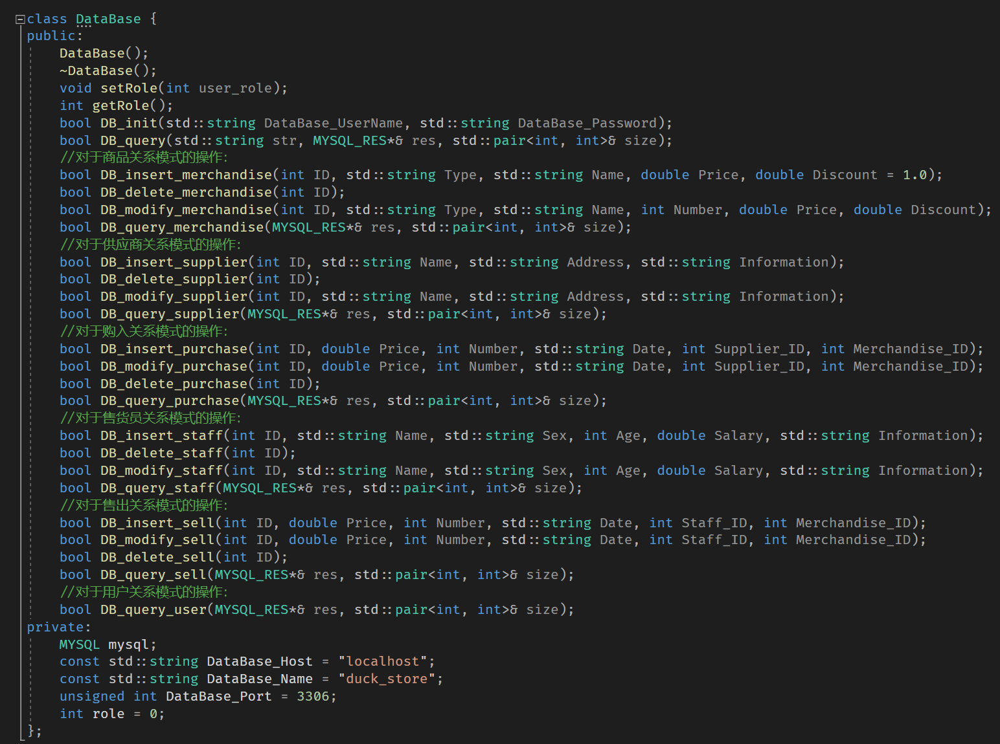 class DataBase {
public:
    DataBase();
    ~DataBase();
    void setRole(int user_role);
    int getRole();
    bool DB_init(std::string DataBase_UserName, std::string DataBase_Password);
    bool DB_query(std::string str, MYSQL_RES*& res, std::pair<int, int>& size);
    //对于商品关系模式的操作:
    bool DB_insert_merchandise(int ID, std::string Type, std::string Name, double Price, double Discount = 1.0);
    bool DB_delete_merchandise(int ID);
    bool DB_modify_merchandise(int ID, std::string Type, std::string Name, int Number, double Price, double Discount);
    bool DB_query_merchandise(MYSQL_RES*& res, std::pair<int, int>& size);
    //对于供应商关系模式的操作:
    bool DB_insert_supplier(int ID, std::string Name, std::string Address, std::string Information);
    bool DB_delete_supplier(int ID);
    bool DB_modify_supplier(int ID, std::string Name, std::string Address, std::string Information);
    bool DB_query_supplier(MYSQL_RES*& res, std::pair<int, int>& size);
    //对于购入关系模式的操作:
    bool DB_insert_purchase(int ID, double Price, int Number, std::string Date, int Supplier_ID, int Merchandise_ID);
    bool DB_modify_purchase(int ID, double Price, int Number, std::string Date, int Supplier_ID, int Merchandise_ID);
    bool DB_delete_purchase(int ID);
    bool DB_query_purchase(MYSQL_RES*& res, std::pair<int, int>& size);
    //对于售货员关系模式的操作:
    bool DB_insert_staff(int ID, std::string Name, std::string Sex, int Age, double Salary, std::string Information);
    bool DB_delete_staff(int ID);
    bool DB_modify_staff(int ID, std::string Name, std::string Sex, int Age, double Salary, std::string Information);
    bool DB_query_staff(MYSQL_RES*& res, std::pair<int, int>& size);
    //对于售出关系模式的操作:
    bool DB_insert_sell(int ID, double Price, int Number, std::string Date, int Staff_ID, int Merchandise_ID);
    bool DB_modify_sell(int ID, double Price, int Number, std::string Date, int Staff_ID, int Merchandise_ID);
    bool DB_delete_sell(int ID);
    bool DB_query_sell(MYSQL_RES*& res, std::pair<int, int>& size);
    //对于用户关系模式的操作:
    bool DB_query_user(MYSQL_RES*& res, std::pair<int, int>& size);
private:
    MYSQL mysql;
    const std::string DataBase_Host = "localhost";
    const std::string DataBase_Name = "duck_store";
    unsigned int DataBase_Port = 3306;
    int role = 0;
};